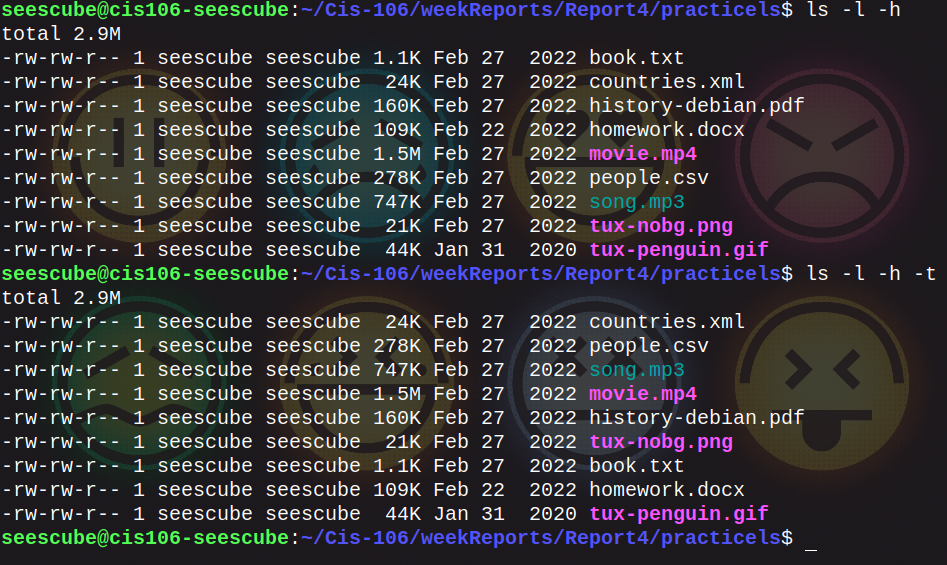 seescube@cis106-seescube:~/Cis-106/weekReports/Report4/practicels$ ls -l -h
total 2.9M
-rw-rw-r-- 1 seescube seescube 1.1K Feb 27  2022 book.txt
-rw-rw-r-- 1 seescube seescube  24K Feb 27  2022 countries.xml
-rw-rw-r-- 1 seescube seescube 160K Feb 27  2022 history-debian.pdf
-rw-rw-r-- 1 seescube seescube 109K Feb 22  2022 homework.docx
-rw-rw-r-- 1 seescube seescube 1.5M Feb 27  2022 movie.mp4
-rw-rw-r-- 1 seescube seescube 278K Feb 27  2022 people.csv
-rw-rw-r-- 1 seescube seescube 747K Feb 27  2022 song.mp3
-rw-rw-r-- 1 seescube seescube  21K Feb 27  2022 tux-nobg.png
-rw-rw-r-- 1 seescube seescube  44K Jan 31  2020 tux-penguin.gif
seescube@cis106-seescube:~/Cis-106/weekReports/Report4/practicels$ ls -l -h -t
total 2.9M
-rw-rw-r-- 1 seescube seescube  24K Feb 27  2022 countries.xml
-rw-rw-r-- 1 seescube seescube 278K Feb 27  2022 people.csv
-rw-rw-r-- 1 seescube seescube 747K Feb 27  2022 song.mp3
-rw-rw-r-- 1 seescube seescube 1.5M Feb 27  2022 movie.mp4
-rw-rw-r-- 1 seescube seescube 160K Feb 27  2022 history-debian.pdf
-rw-rw-r-- 1 seescube seescube  21K Feb 27  2022 tux-nobg.png
-rw-rw-r-- 1 seescube seescube 1.1K Feb 27  2022 book.txt
-rw-rw-r-- 1 seescube seescube 109K Feb 22  2022 homework.docx
-rw-rw-r-- 1 seescube seescube  44K Jan 31  2020 tux-penguin.gif
seescube@cis106-seescube:~/Cis-106/weekReports/Report4/practicels$ _